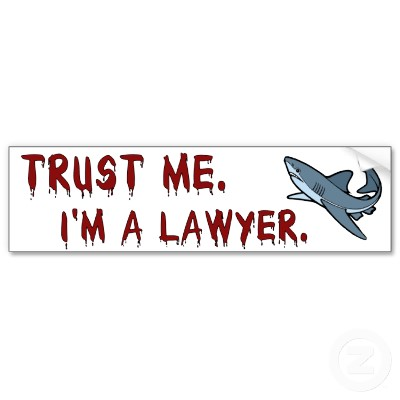 TRUST ME.
I'M A LAWYER.
Z